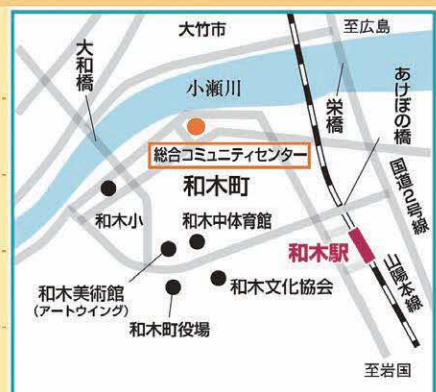 大竹市
至広島
大和橋
小瀬川
栄橋
あけぼの橋
国道2号線
総合コミュニティセンター
和木町
和木小
和木中体育館
和木駅
山陽本線
和木美術館
(アートウイング)
和木文化協会
和木町役場
至岩国